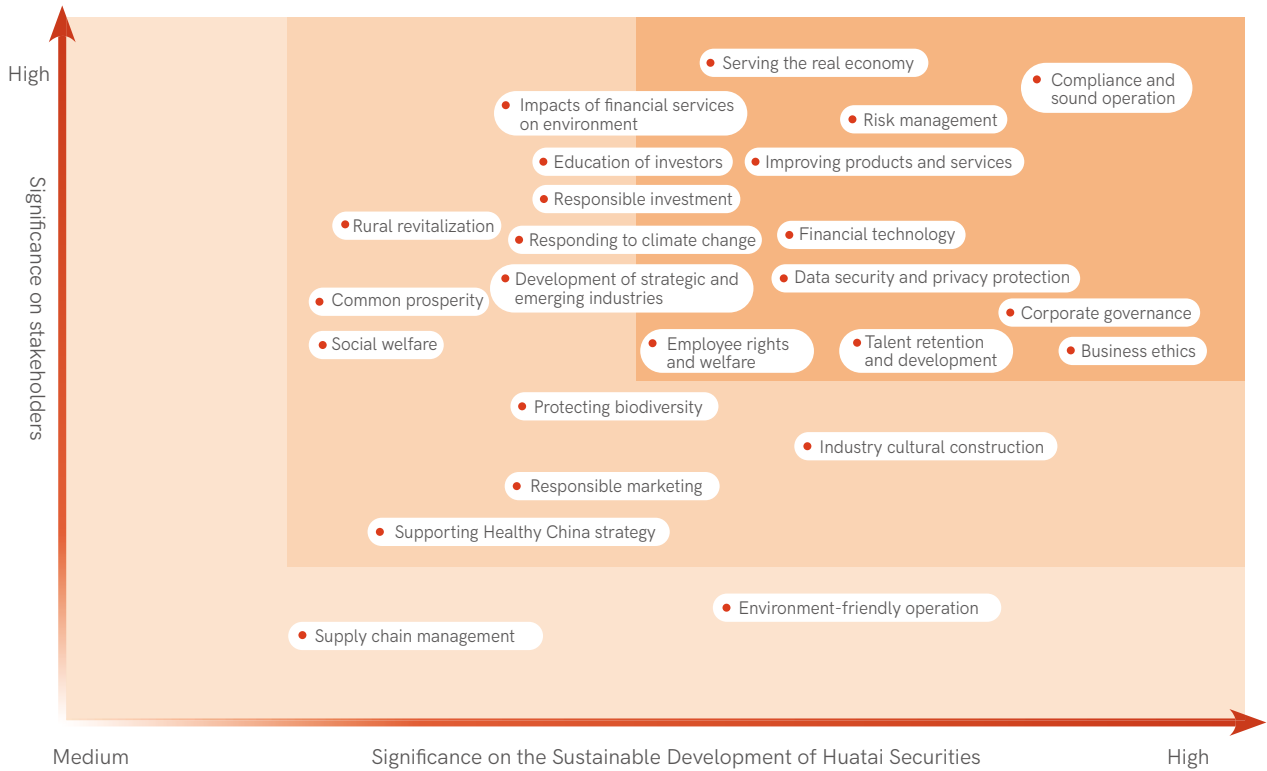 High
Significance on stakeholders
Serving the real economy
Compliance and
sound operation
Impacts of financial services
on environment
Risk management
Education of investors
Improving products and services
Responsible investment
Rural revitalization
Responding to climate change
Financial technology
Development of strategic and
emerging industries
Data security and privacy protection
Common prosperity
Corporate governance
Social welfare
Employee rights
and welfare
Talent retention
and development
Business ethics
Protecting biodiversity
Industry cultural construction
Responsible marketing
Supporting Healthy China strategy
Environment-friendly operation
Supply chain management
Medium
Significance on the Sustainable Development of Huatai Securities
High